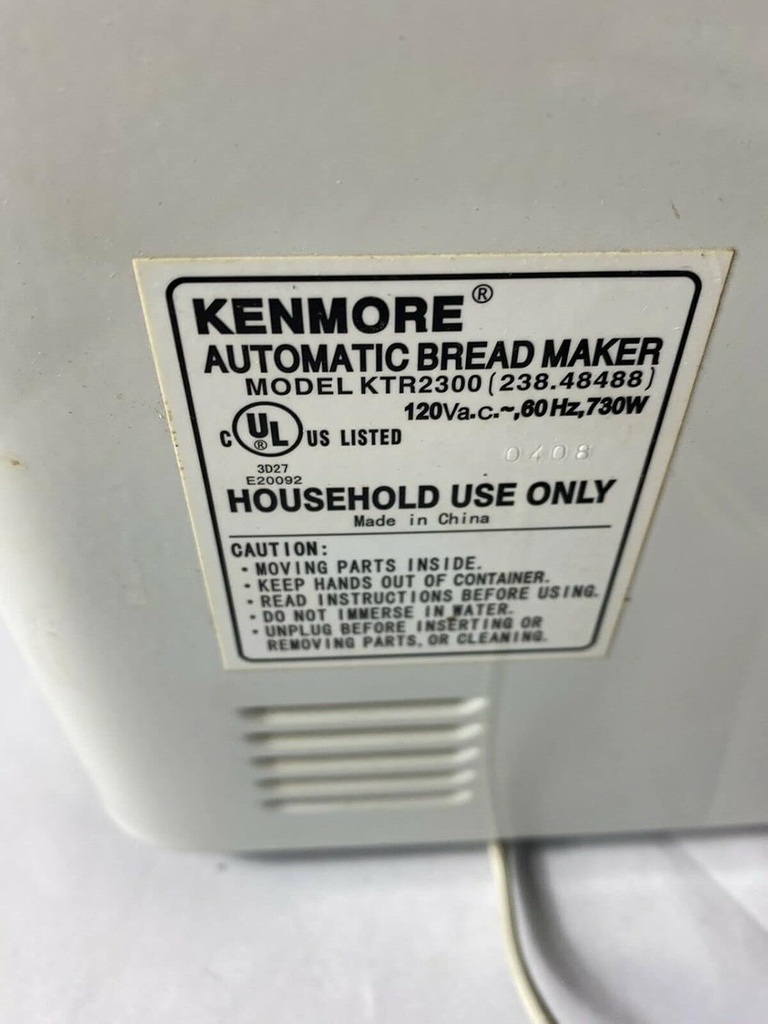 KENMORE®
AUTOMATIC BREAD MAKER
MODEL KTR2300 (238.48488)
120Va.c.~,60Hz,730W
C UL® US LISTED
0408
3D27
E20092
HOUSEHOLD USE ONLY
Made in China
CAUTION:
· MOVING PARTS INSIDE.
· KEEP HANDS OUT OF CONTAINER.
· READ INSTRUCTIONS BEFORE USING.
· DO NOT IMMERSE IN WATER.
· UNPLUG BEFORE INSERTING OR
REMOVING PARTS, OR CLEANING.